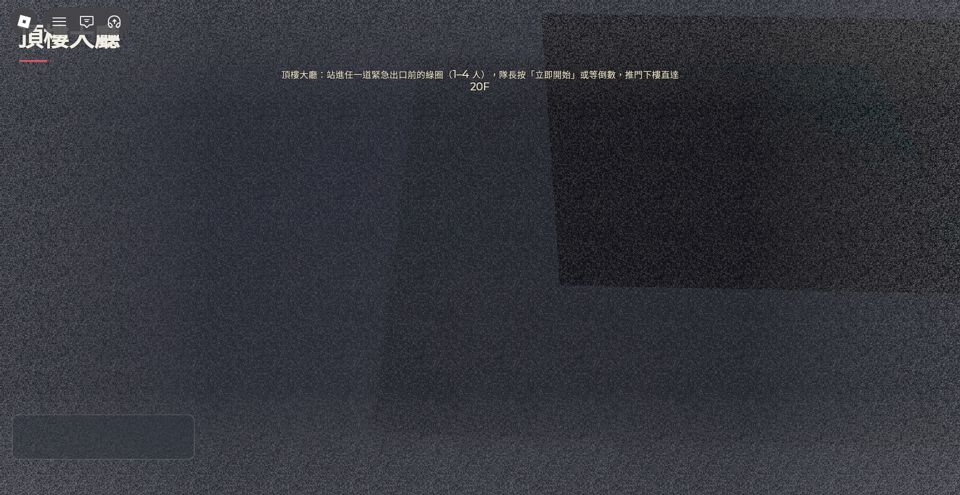 頂樓大廳
頂樓大廳：站進任一道緊急出口前的綠圈（1–4 人），隊長按「立即開始」或等倒數，推門下樓直達
20F